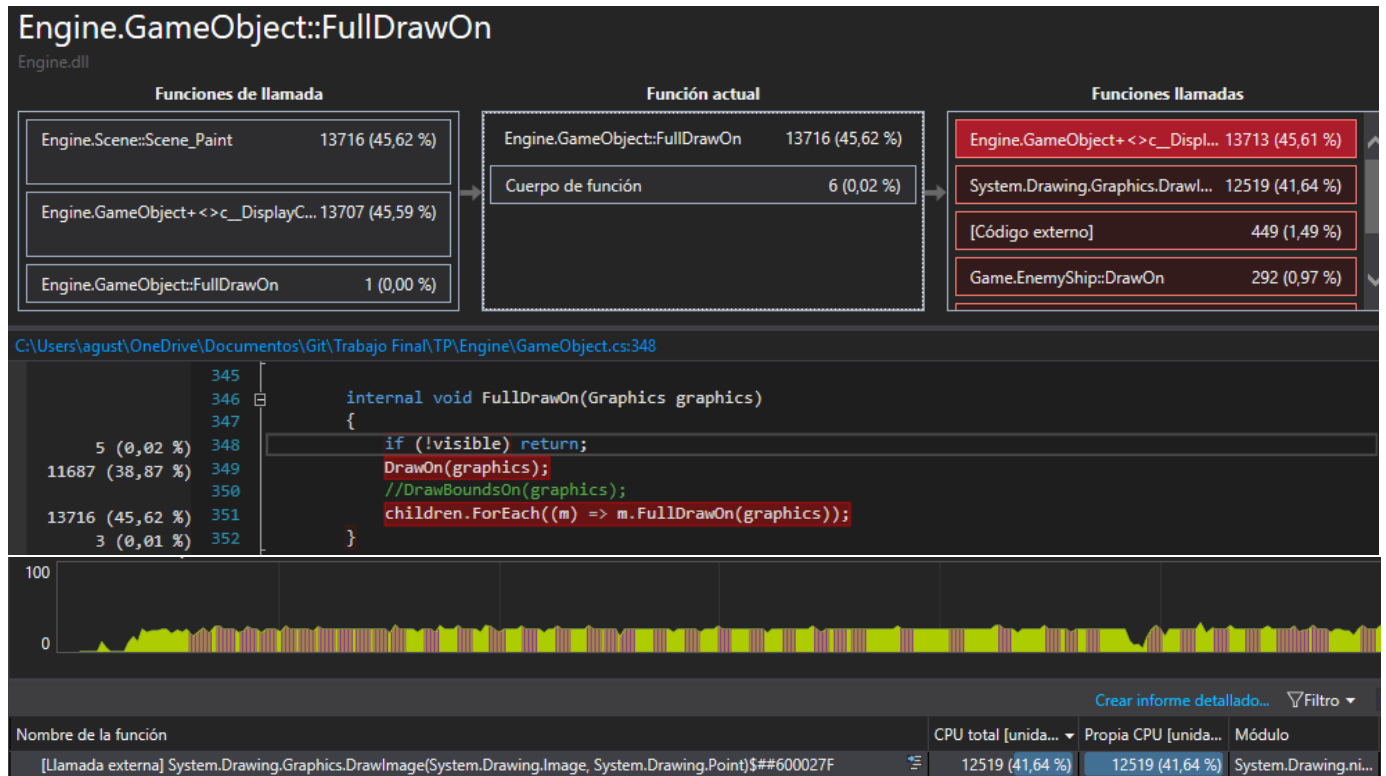 Engine.GameObject::FullDrawOn
Engine.dll
Funciones de llamada Función actual Funciones llamadas
Engine.Scene::Scene_Paint 13716 (45,62 %)
Engine.GameObject+<>c__DisplayC... 13707 (45,59 %)
Engine.GameObject::FullDrawOn 1 (0,00 %)
Engine.GameObject::FullDrawOn 13716 (45,62 %)
Cuerpo de función 6 (0,02 %)
Engine.GameObject+<>c__Displ... 13713 (45,61 %)
System.Drawing.Graphics.DrawI... 12519 (41,64 %)
[Código externo] 449 (1,49 %)
Game.EnemyShip::DrawOn 292 (0,97 %)
C:\Users\agust\OneDrive\Documentos\Git\Trabajo Final\TP\Engine\GameObject.cs:348
345
346 internal void FullDrawOn(Graphics graphics)
347 {
5 (0,02 %) 348 if (!visible) return;
11687 (38,87 %) 349 DrawOn(graphics);
350 //DrawBoundsOn(graphics);
13716 (45,62 %) 351 children.ForEach((m) => m.FullDrawOn(graphics));
3 (0,01 %) 352 }
100
0
Crear informe detallado... Filtro
Nombre de la función CPU total [unida... Propia CPU [unida... Módulo
[Llamada externa] System.Drawing.Graphics.DrawImage(System.Drawing.Image, System.Drawing.Point)$##600027F 12519 (41,64 %) 12519 (41,64 %) System.Drawing.ni...